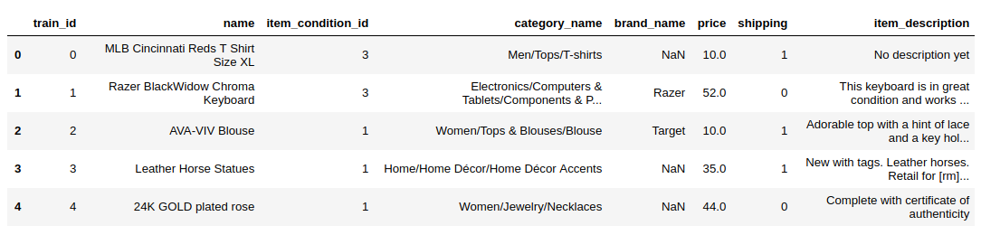 train_id name item_condition_id category_name brand_name price shipping item_description
0 0 MLB Cincinnati Reds T Shirt Size XL 3 Men/Tops/T-shirts NaN 10.0 1 No description yet
1 1 Razer BlackWidow Chroma Keyboard 3 Electronics/Computers & Tablets/Components & P... Razer 52.0 0 This keyboard is in great condition and works ...
2 2 AVA-VIV Blouse 1 Women/Tops & Blouses/Blouse Target 10.0 1 Adorable top with a hint of lace and a key hol...
3 3 Leather Horse Statues 1 Home/Home Décor/Home Décor Accents NaN 35.0 1 New with tags. Leather horses. Retail for [rm]...
4 4 24K GOLD plated rose 1 Women/Jewelry/Necklaces NaN 44.0 0 Complete with certificate of authenticity